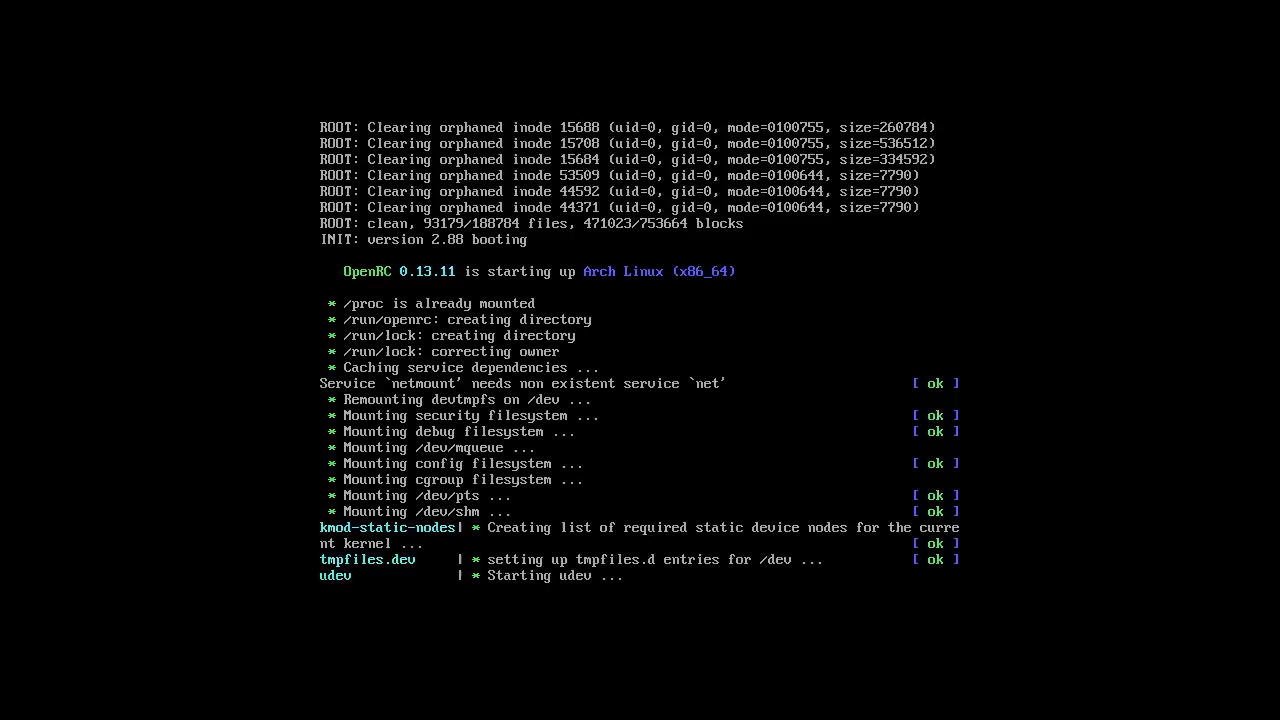 ROOT: Clearing orphaned inode 15688 (uid=0, gid=0, mode=0100755, size=260784)
ROOT: Clearing orphaned inode 15708 (uid=0, gid=0, mode=0100755, size=536512)
ROOT: Clearing orphaned inode 15684 (uid=0, gid=0, mode=0100755, size=334592)
ROOT: Clearing orphaned inode 53509 (uid=0, gid=0, mode=0100644, size=7790)
ROOT: Clearing orphaned inode 44592 (uid=0, gid=0, mode=0100644, size=7790)
ROOT: Clearing orphaned inode 44371 (uid=0, gid=0, mode=0100644, size=7790)
ROOT: clean, 93179/188784 files, 471023/753664 blocks
INIT: version 2.88 booting
OpenRC 0.13.11 is starting up Arch Linux (x86_64)
* /proc is already mounted
* /run/openrc: creating directory
* /run/lock: creating directory
* /run/lock: correcting owner
* Caching service dependencies ...
Service `netmount' needs non existent service `net' [ ok ]
* Remounting devtmpfs on /dev ...
* Mounting security filesystem ... [ ok ]
* Mounting debug filesystem ... [ ok ]
* Mounting /dev/mqueue ...
* Mounting config filesystem ... [ ok ]
* Mounting cgroup filesystem ...
* Mounting /dev/pts ... [ ok ]
* Mounting /dev/shm ... [ ok ]
kmod-static-nodes| * Creating list of required static device nodes for the curre
nt kernel ... [ ok ]
tmpfiles.dev | * setting up tmpfiles.d entries for /dev ... [ ok ]
udev | * Starting udev ...